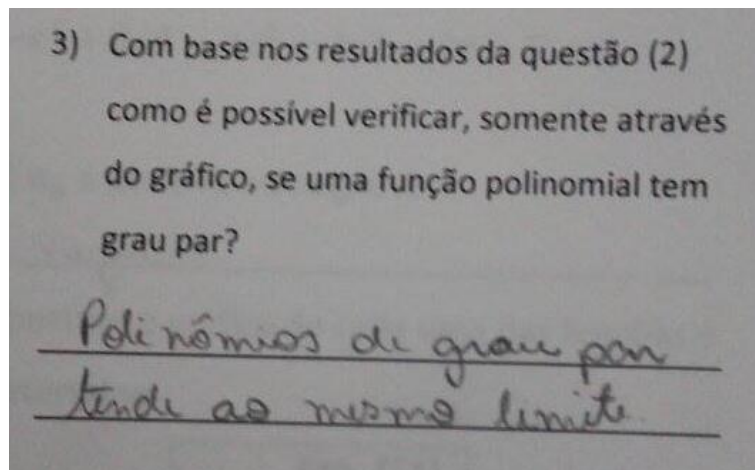 3) Com base nos resultados da questão (2)
como é possível verificar, somente através
do gráfico, se uma função polinomial tem
grau par?
Polinômios de grau par
tende ao mesmo limite